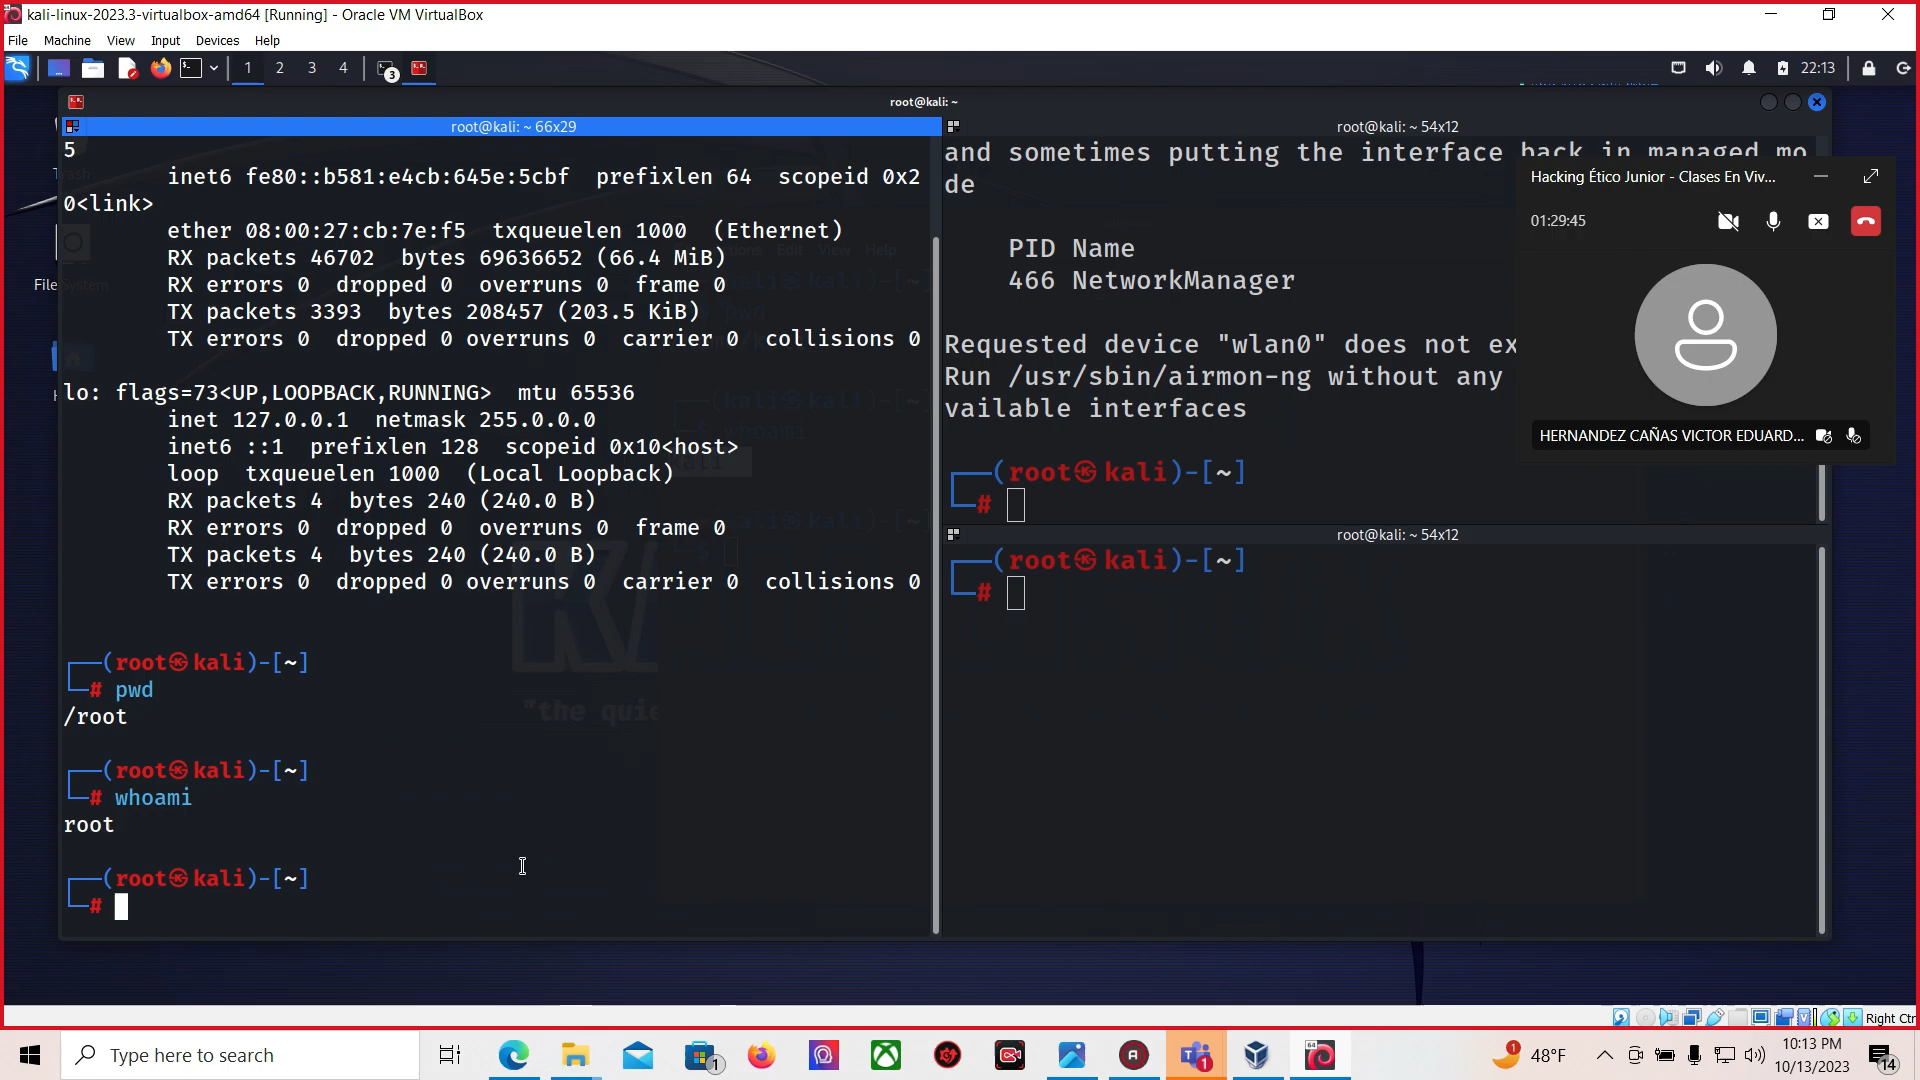 kali-linux-2023.3-virtualbox-amd64 [Running] - Oracle VM VirtualBox
File Machine View Input Devices Help
1 2 3 4 3 22:13
root@kali: ~
root@kali: ~ 66x29
5
inet6 fe80::b581:e4cb:645e:5cbf prefixlen 64 scopeid 0x2
0<link>
ether 08:00:27:cb:7e:f5 txqueuelen 1000 (Ethernet)
RX packets 46702 bytes 69636652 (66.4 MiB)
RX errors 0 dropped 0 overruns 0 frame 0
TX packets 3393 bytes 208457 (203.5 KiB)
TX errors 0 dropped 0 overruns 0 carrier 0 collisions 0
lo: flags=73<UP,LOOPBACK,RUNNING> mtu 65536
inet 127.0.0.1 netmask 255.0.0.0
inet6 ::1 prefixlen 128 scopeid 0x10<host>
loop txqueuelen 1000 (Local Loopback)
RX packets 4 bytes 240 (240.0 B)
RX errors 0 dropped 0 overruns 0 frame 0
TX packets 4 bytes 240 (240.0 B)
TX errors 0 dropped 0 overruns 0 carrier 0 collisions 0
┌──(root㉿kali)-[~]
└─# pwd
/root
┌──(root㉿kali)-[~]
└─# whoami
root
┌──(root㉿kali)-[~]
└─#
root@kali: ~ 54x12
and sometimes putting the interface back in managed mo
de
PID Name
466 NetworkManager
Requested device "wlan0" does not ex
Run /usr/sbin/airmon-ng without any
vailable interfaces
┌──(root㉿kali)-[~]
└─#
root@kali: ~ 54x12
┌──(root㉿kali)-[~]
└─#
Hacking Ético Junior - Clases En Viv...
01:29:45
HERNANDEZ CAÑAS VICTOR EDUARD...
File System
"the quie
Right Ctr
Type here to search
1
1
1
48°F
10:13 PM
10/13/2023
14